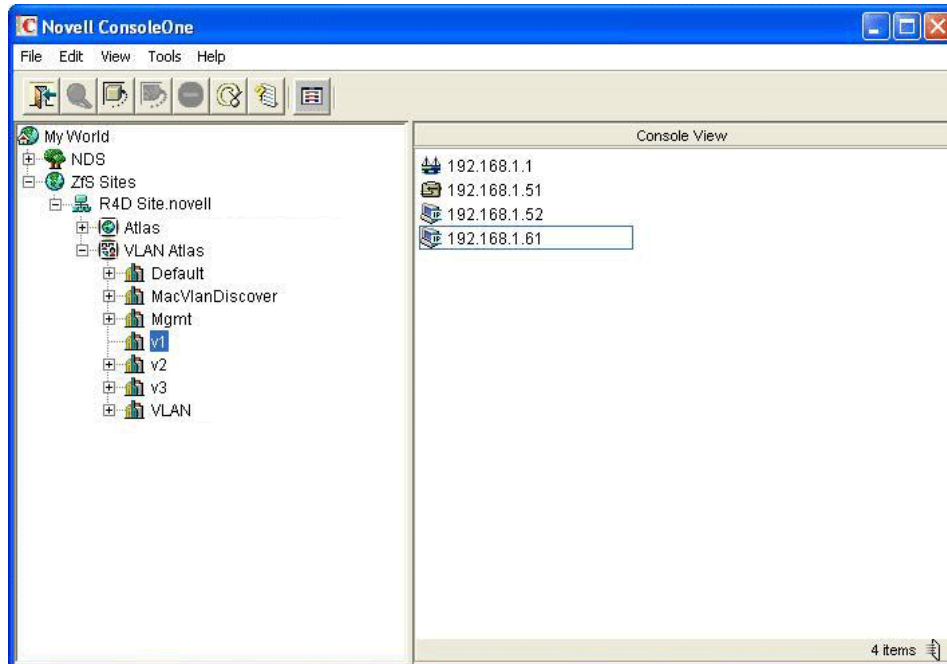 Novell ConsoleOne
File Edit View Tools Help
My World
NDS
ZfS Sites
R4D Site.novell
Atlas
VLAN Atlas
Default
MacVlanDiscover
Mgmt
v1
v2
v3
VLAN
Console View
192.168.1.1
192.168.1.51
192.168.1.52
192.168.1.61
4 items